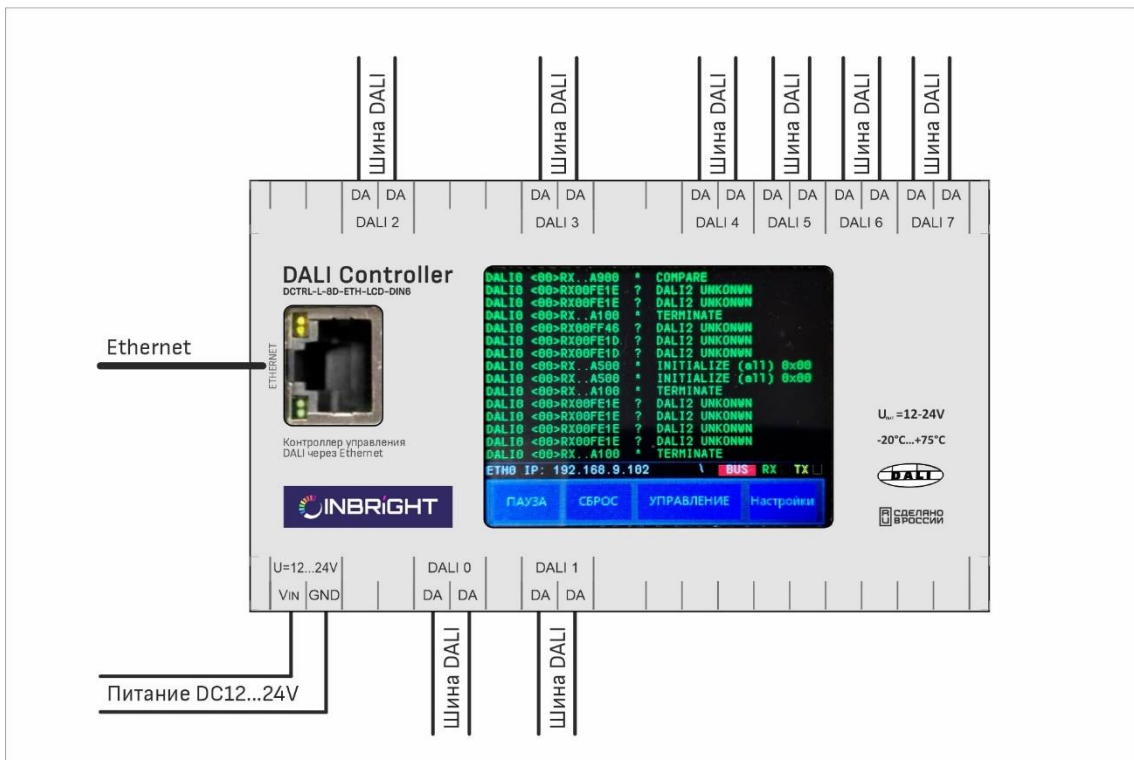 Шина DALI
Шина DALI
Шина DALI
Шина DALI
Шина DALI
Шина DALI
DA DA
DA DA
DA DA
DA DA
DA DA
DA DA
DALI 2
DALI 3
DALI 4
DALI 5
DALI 6
DALI 7
DALI Controller
DCTRL-L-8D-ETH-LCD-DIN6
Ethernet
ETHERNET
Контроллер управления
DALI через Ethernet
INBRIGHT
DALI0 <00>RX..A900 * COMPARE
DALI0 <00>RX00FE1E ? DALI2 UNKONWN
DALI0 <00>RX00FE1E ? DALI2 UNKONWN
DALI0 <00>RX..A100 * TERMINATE
DALI0 <00>RX00FF46 ? DALI2 UNKONWN
DALI0 <00>RX00FE1D ? DALI2 UNKONWN
DALI0 <00>RX00FE1D ? DALI2 UNKONWN
DALI0 <00>RX..A500 * INITIALIZE (all) 0x00
DALI0 <00>RX..A500 * INITIALIZE (all) 0x00
DALI0 <00>RX..A100 * TERMINATE
DALI0 <00>RX00FE1E ? DALI2 UNKONWN
DALI0 <00>RX00FE1E ? DALI2 UNKONWN
DALI0 <00>RX00FE1E ? DALI2 UNKONWN
DALI0 <00>RX00FE1E ? DALI2 UNKONWN
DALI0 <00>RX..A100 * TERMINATE
ETH0 IP: 192.168.9.102 \ BUS RX TX
ПАУЗА СБРОС УПРАВЛЕНИЕ Настройки
=12-24V
-20°C...+75°C
DALI
СДЕЛАНО
В РОССИИ
U=12...24V
VIN GND
DALI 0
DA DA
DALI 1
DA DA
Питание DC12...24V
Шина DALI
Шина DALI